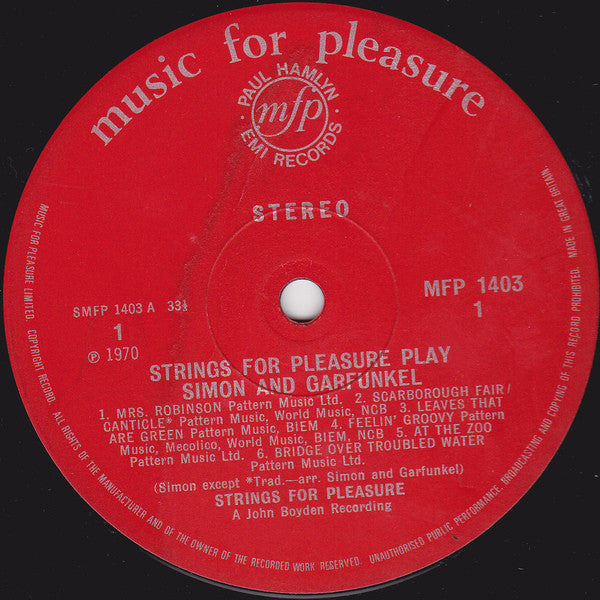 music for pleasure
· PAUL HAMLYN ·
mfp
EMI RECORDS
STEREO
SMFP 1403 A 33⅓
MFP 1403
1
1
℗ 1970
STRINGS FOR PLEASURE PLAY
SIMON AND GARFUNKEL
1. MRS. ROBINSON Pattern Music Ltd. 2. SCARBOROUGH FAIR/
CANTICLE* Pattern Music, World Music, NCB 3. LEAVES THAT
ARE GREEN Pattern Music, BIEM 4. FEELIN' GROOVY Pattern
Music, Mecolico, World Music, BIEM, NCB 5. AT THE ZOO
Pattern Music Ltd. 6. BRIDGE OVER TROUBLED WATER
Pattern Music Ltd.
(Simon except *Trad.—arr. Simon and Garfunkel)
STRINGS FOR PLEASURE
A John Boyden Recording
MUSIC FOR PLEASURE LIMITED. COPYRIGHT RECORD. ALL RIGHTS OF THE MANUFACTURER AND OF THE OWNER OF THE RECORDED WORK RESERVED. UNAUTHORISED PUBLIC PERFORMANCE BROADCASTING AND COPYING OF THIS RECORD PROHIBITED. MADE IN GREAT BRITAIN.